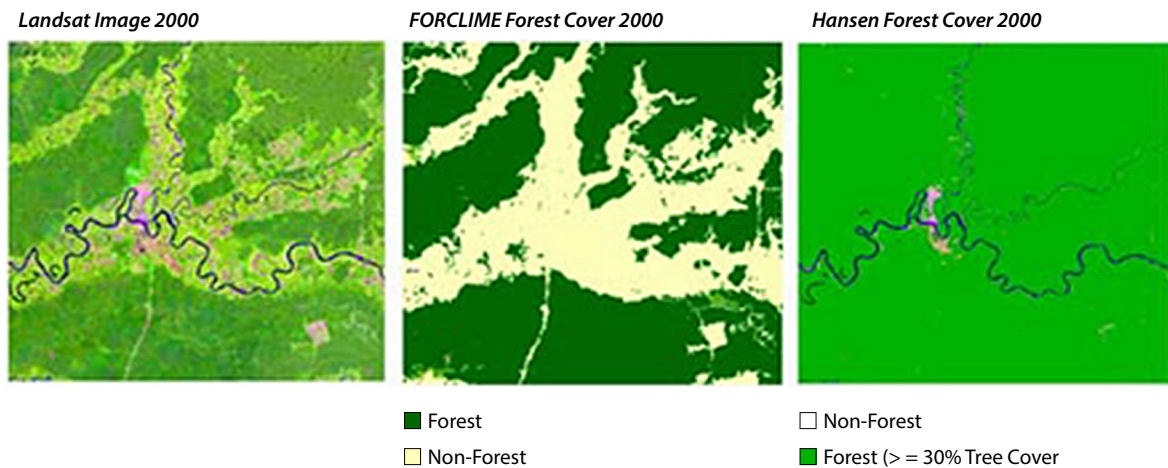 Landsat Image 2000
FORCLIME Forest Cover 2000
Hansen Forest Cover 2000
Forest
Non-Forest
Non-Forest
Forest (> = 30% Tree Cover